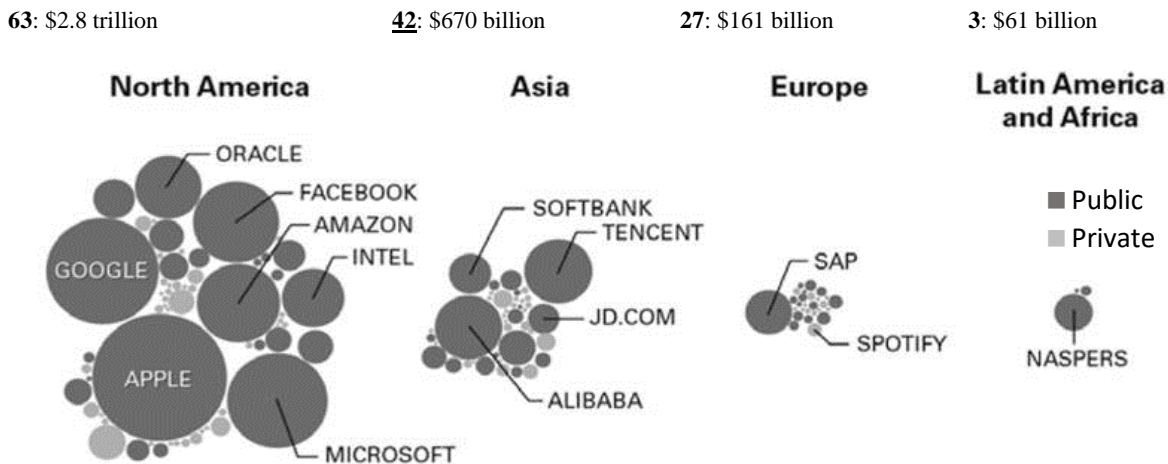 63: $2.8 trillion
42: $670 billion
27: $161 billion
3: $61 billion
North America
Asia
Europe
Latin America
and Africa
ORACLE
FACEBOOK
AMAZON
INTEL
GOOGLE
APPLE
MICROSOFT
SOFTBANK
TENCENT
JD.COM
ALIBABA
SAP
SPOTIFY
NASPERS
Public
Private